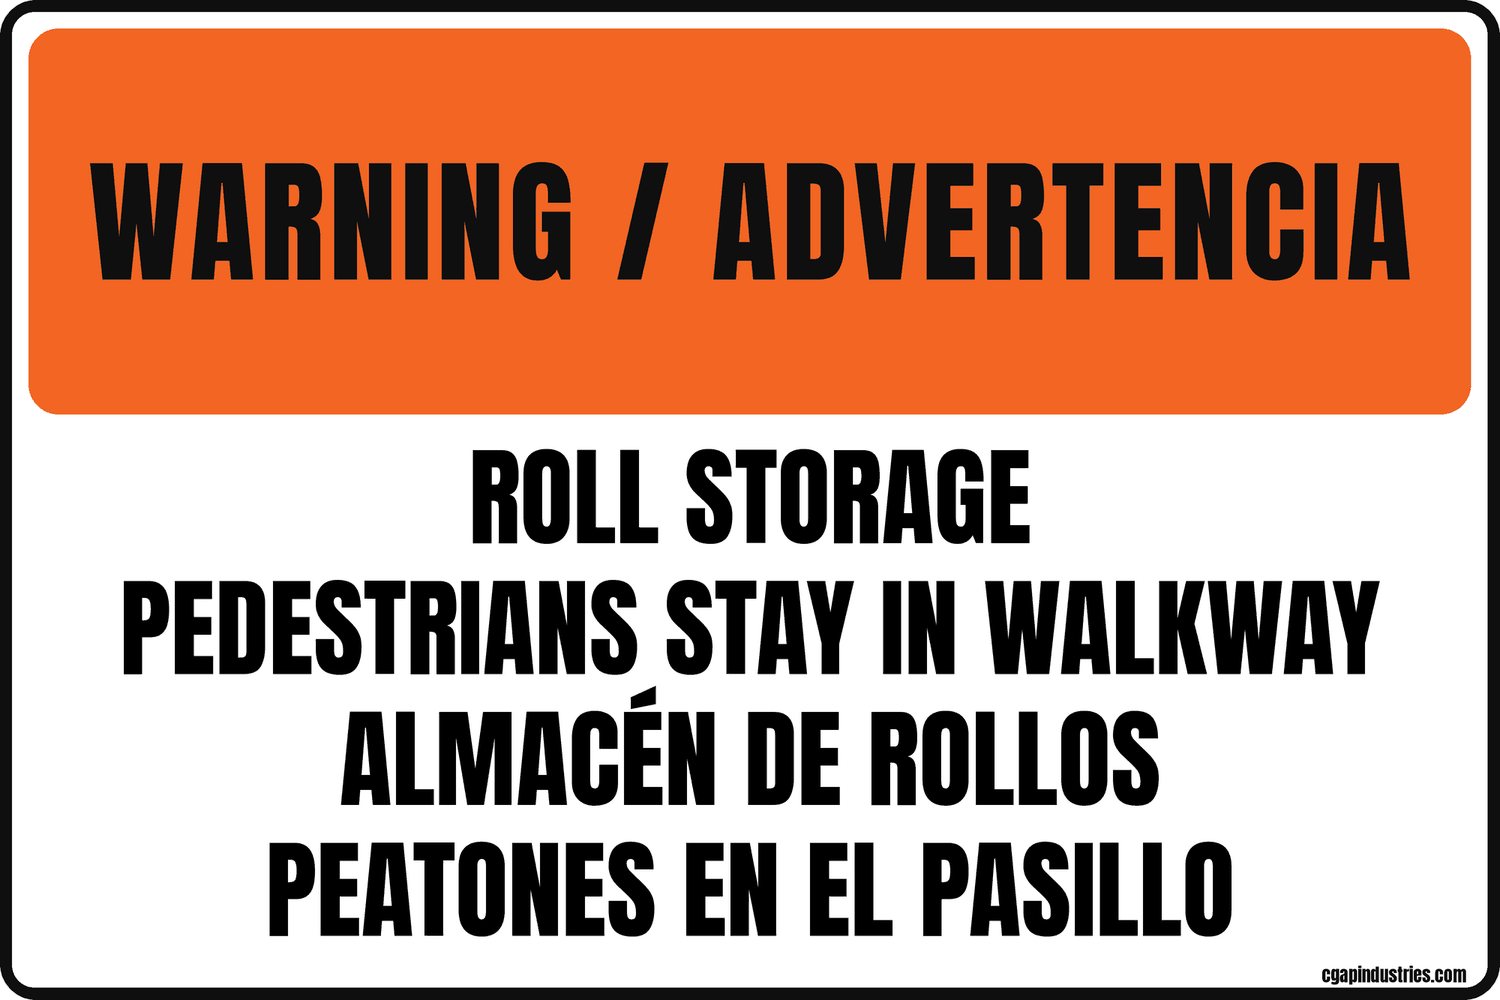 WARNING / ADVERTENCIA
ROLL STORAGE
PEDESTRIANS STAY IN WALKWAY
ALMACÉN DE ROLLOS
PEATONES EN EL PASILLO
cgapindustries.com